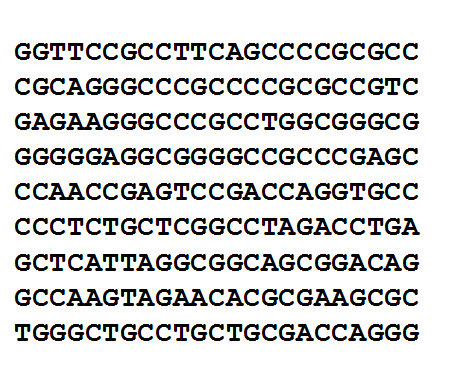 GGTTCCGCCTTCAGCCCCGCGCC
CGCAGGGCCCGCCCCGCGCCGTC
GAGAAGGGCCCGCCTGGCGGGCG
GGGGGAGGCGGGGCCGCCCGAGC
CCAACCGAGTCCGACCAGGTGCC
CCCTCTGCTCGGCCTAGACCTGA
GCTCATTAGGCGGCAGCGGACAG
GCCAAGTAGAACACGCGAAGCGC
TGGGCTGCCTGCTGCGACCAGGG